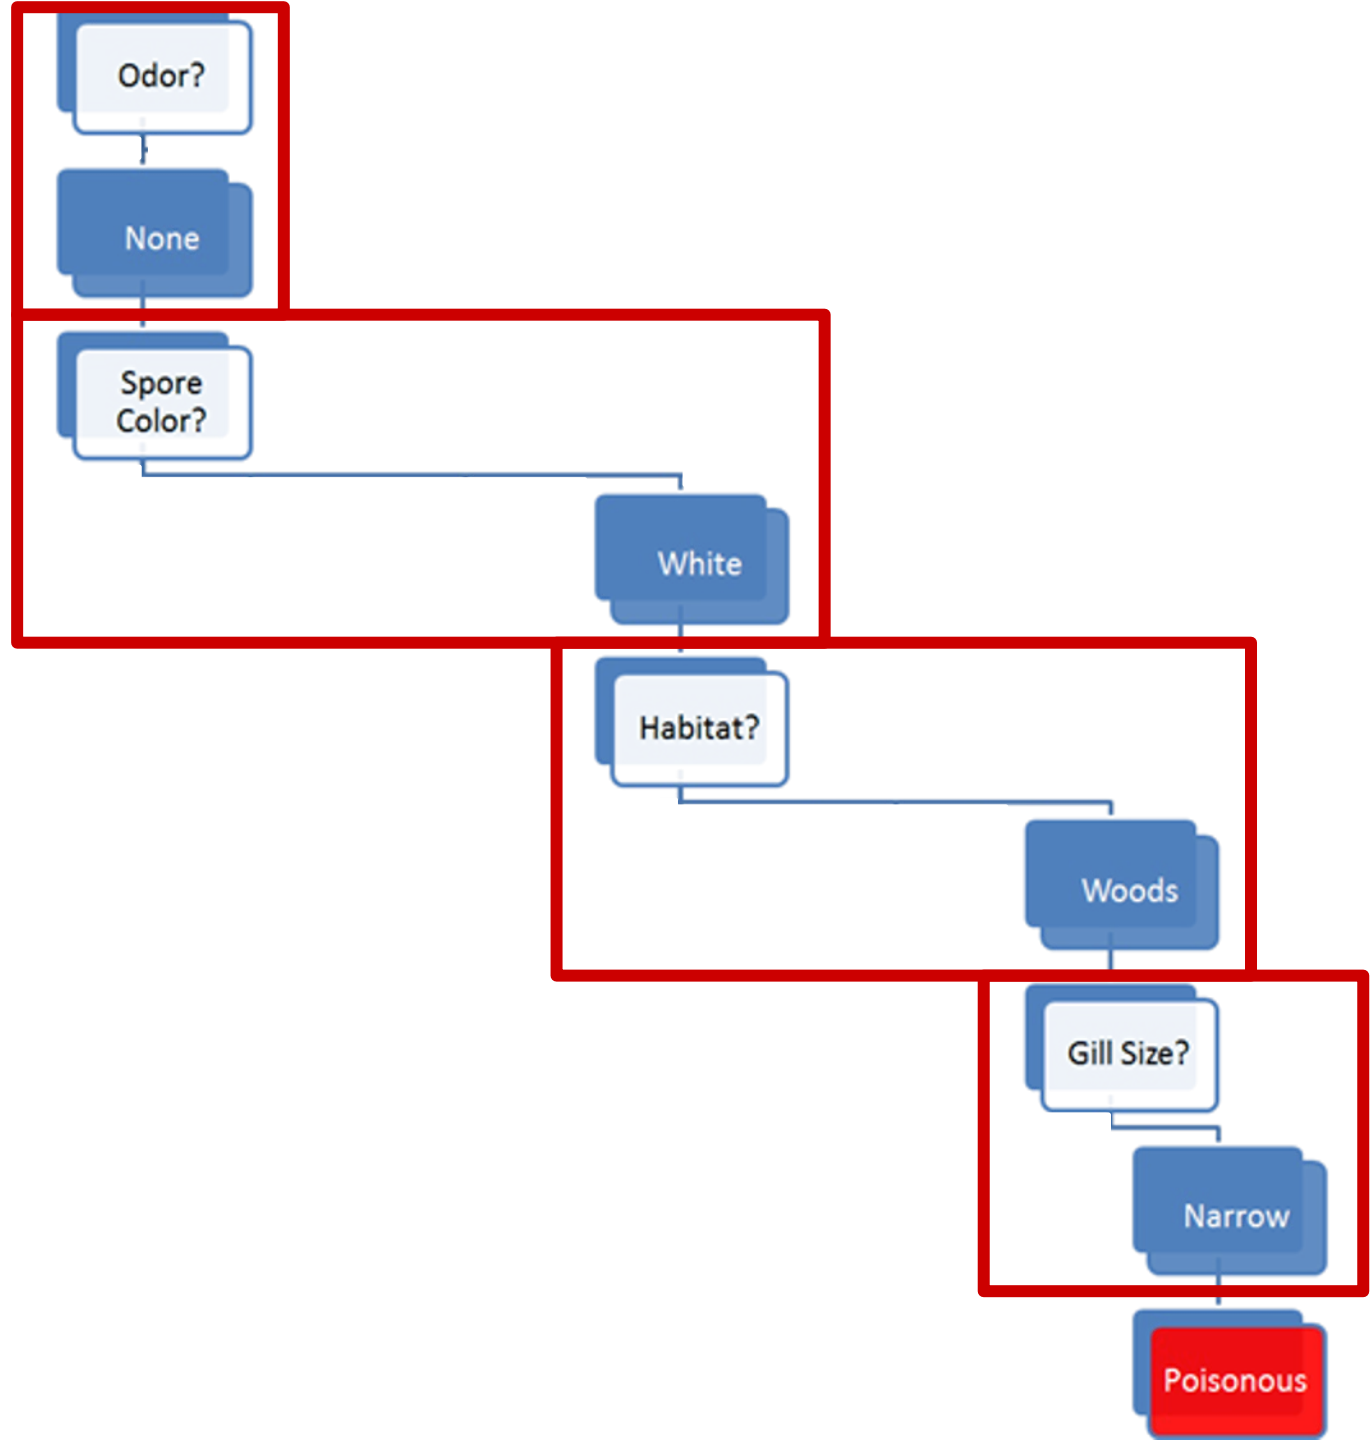 Odor?
None
Spore
Color?
White
Habitat?
Woods
Gill Size?
Narrow
Poisonous